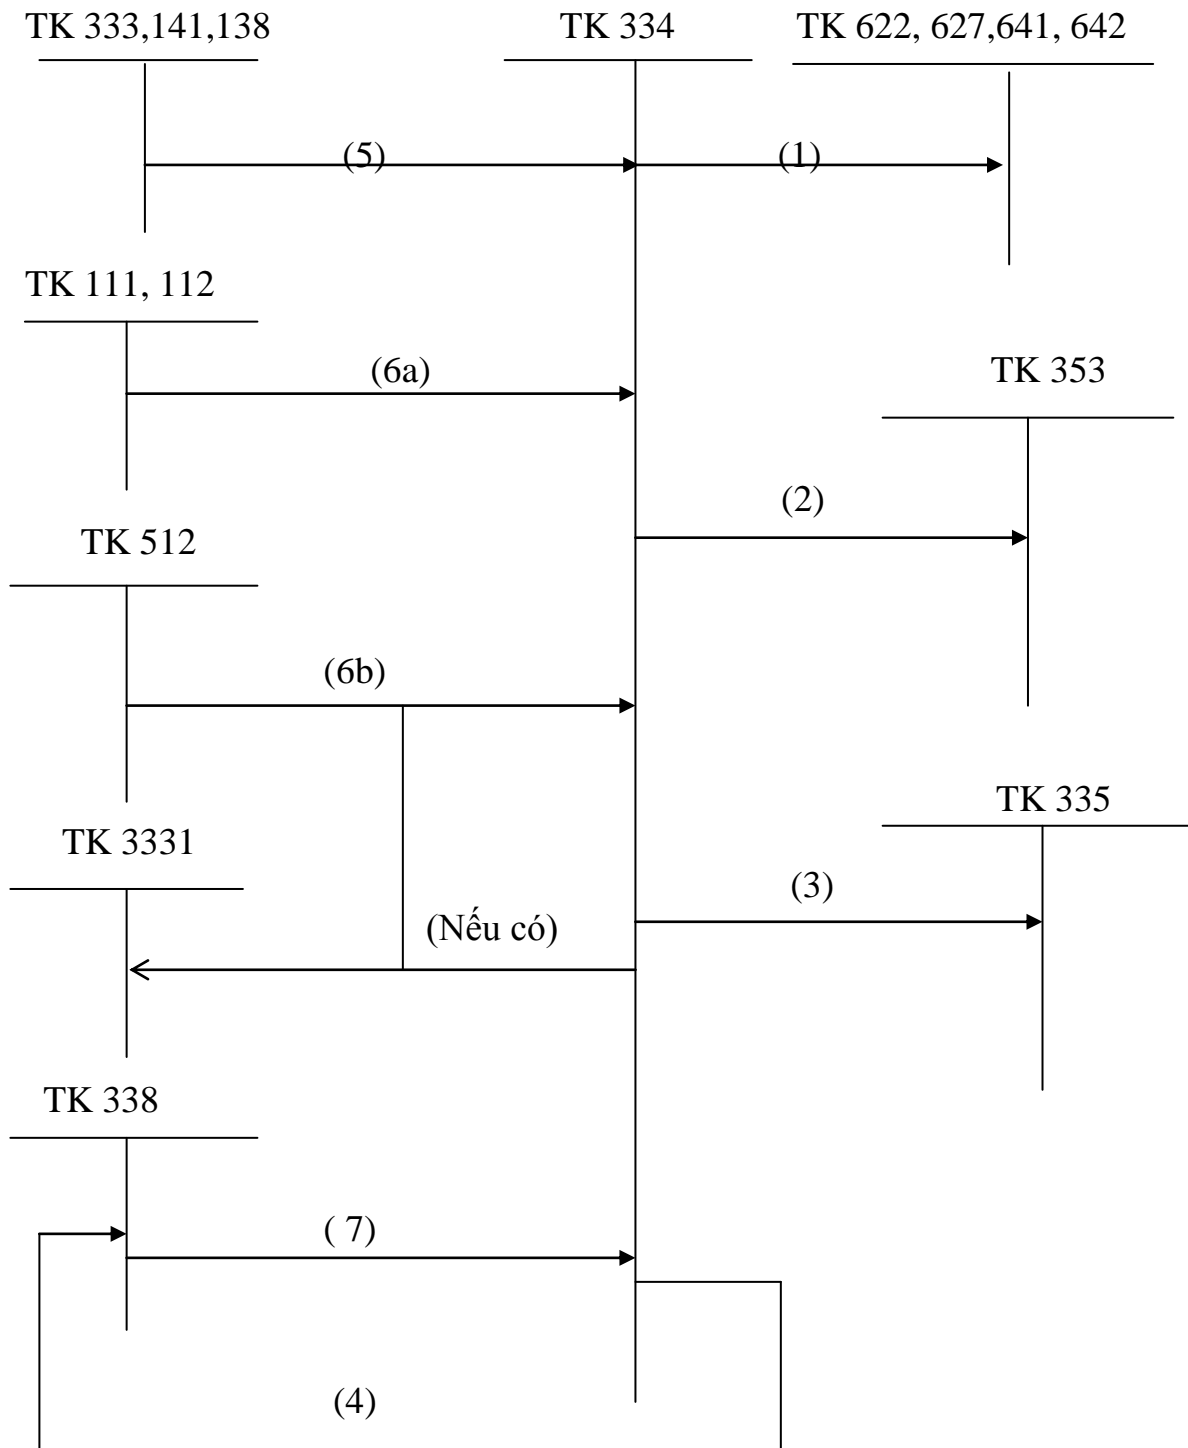 TK 333,141,138
TK 334
TK 622, 627,641, 642
(5)
(1)
TK 111, 112
(6a)
TK 353
(2)
TK 512
(6b)
TK 335
TK 3331
(3)
(Nếu có)
TK 338
( 7)
(4)